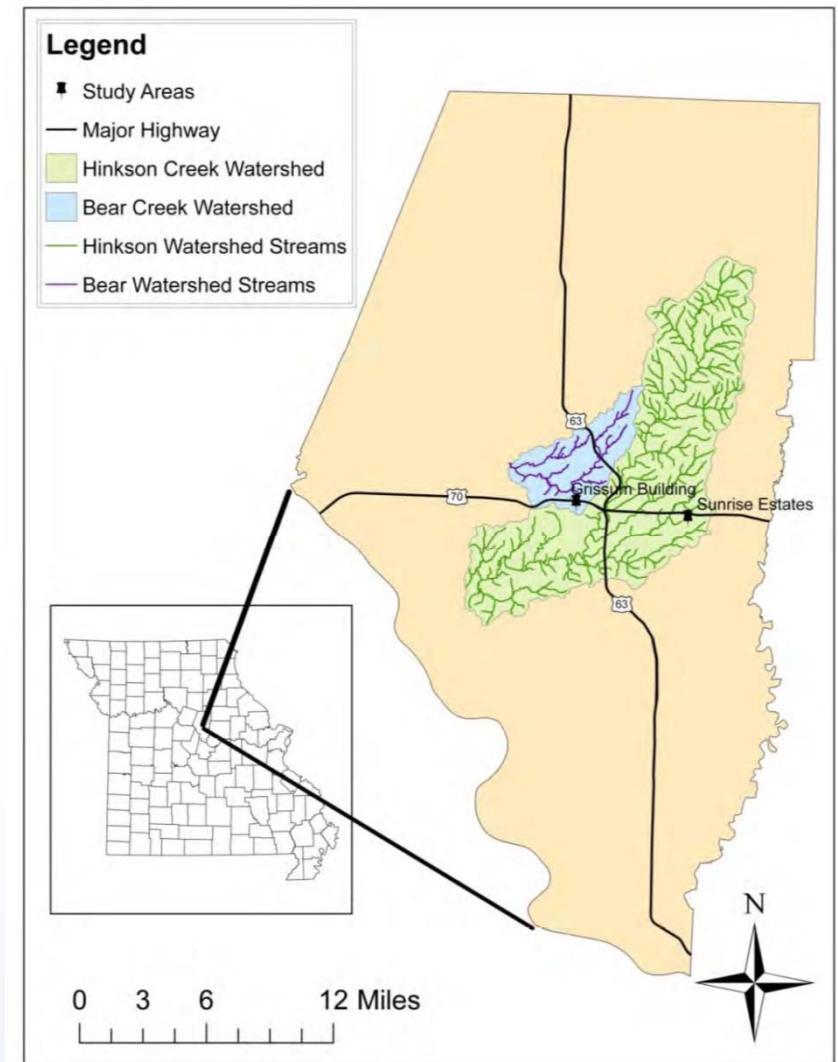 Legend
Study Areas
Major Highway
Hinkson Creek Watershed
Bear Creek Watershed
Hinkson Watershed Streams
Bear Watershed Streams
63
70
Grissum Building
Sunrise Estates
63
N
0 3 6 12 Miles